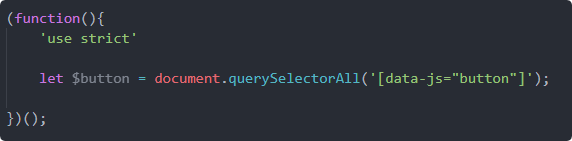 (function(){
    'use strict'

    let $button = document.querySelectorAll('[data-js="button"]');

})();